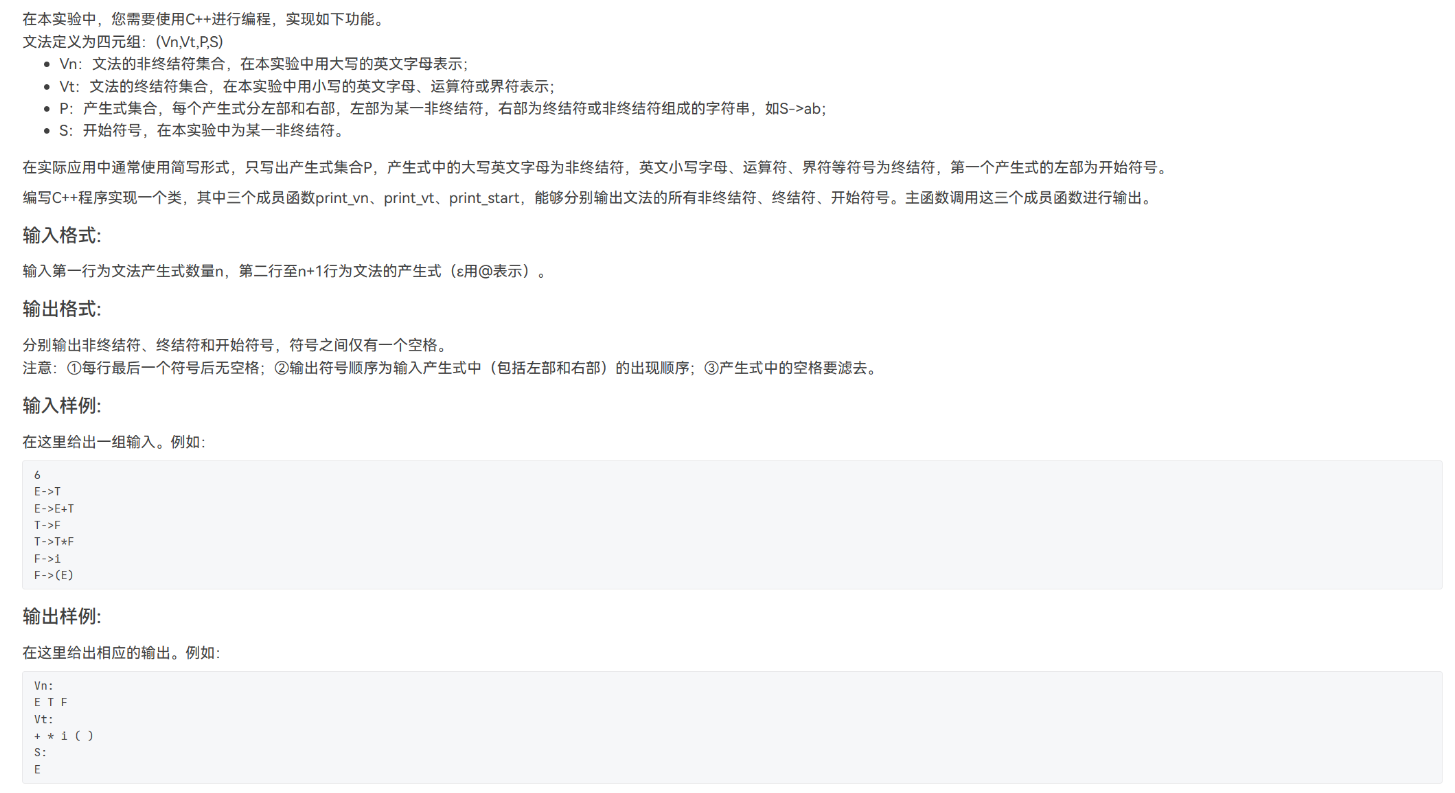 在本实验中，您需要使用C++进行编程，实现如下功能。
文法定义为四元组：(Vn,Vt,P,S)
• Vn：文法的非终结符集合，在本实验中用大写的英文字母表示；
• Vt：文法的终结符集合，在本实验中用小写的英文字母、运算符或界符表示；
• P：产生式集合，每个产生式分左部和右部，左部为某一非终结符，右部为终结符或非终结符组成的字符串，如S->ab；
• S：开始符号，在本实验中为某一非终结符。
在实际应用中通常使用简写形式，只写出产生式集合P，产生式中的大写英文字母为非终结符，英文小写字母、运算符、界符等符号为终结符，第一个产生式的左部为开始符号。
编写C++程序实现一个类，其中三个成员函数print_vn、print_vt、print_start，能够分别输出文法的所有非终结符、终结符、开始符号。主函数调用这三个成员函数进行输出。
输入格式:
输入第一行为文法产生式数量n，第二行至n+1行为文法的产生式（ε用@表示）。
输出格式:
分别输出非终结符、终结符和开始符号，符号之间仅有一个空格。
注意：①每行最后一个符号后无空格；②输出符号顺序为输入产生式中（包括左部和右部）的出现顺序；③产生式中的空格要滤去。
输入样例:
在这里给出一组输入。例如：
6
E->T
E->E+T
T->F
T->T*F
F->i
F->(E)
输出样例:
在这里给出相应的输出。例如：
Vn:
E T F
Vt:
+ * i ( )
S:
E